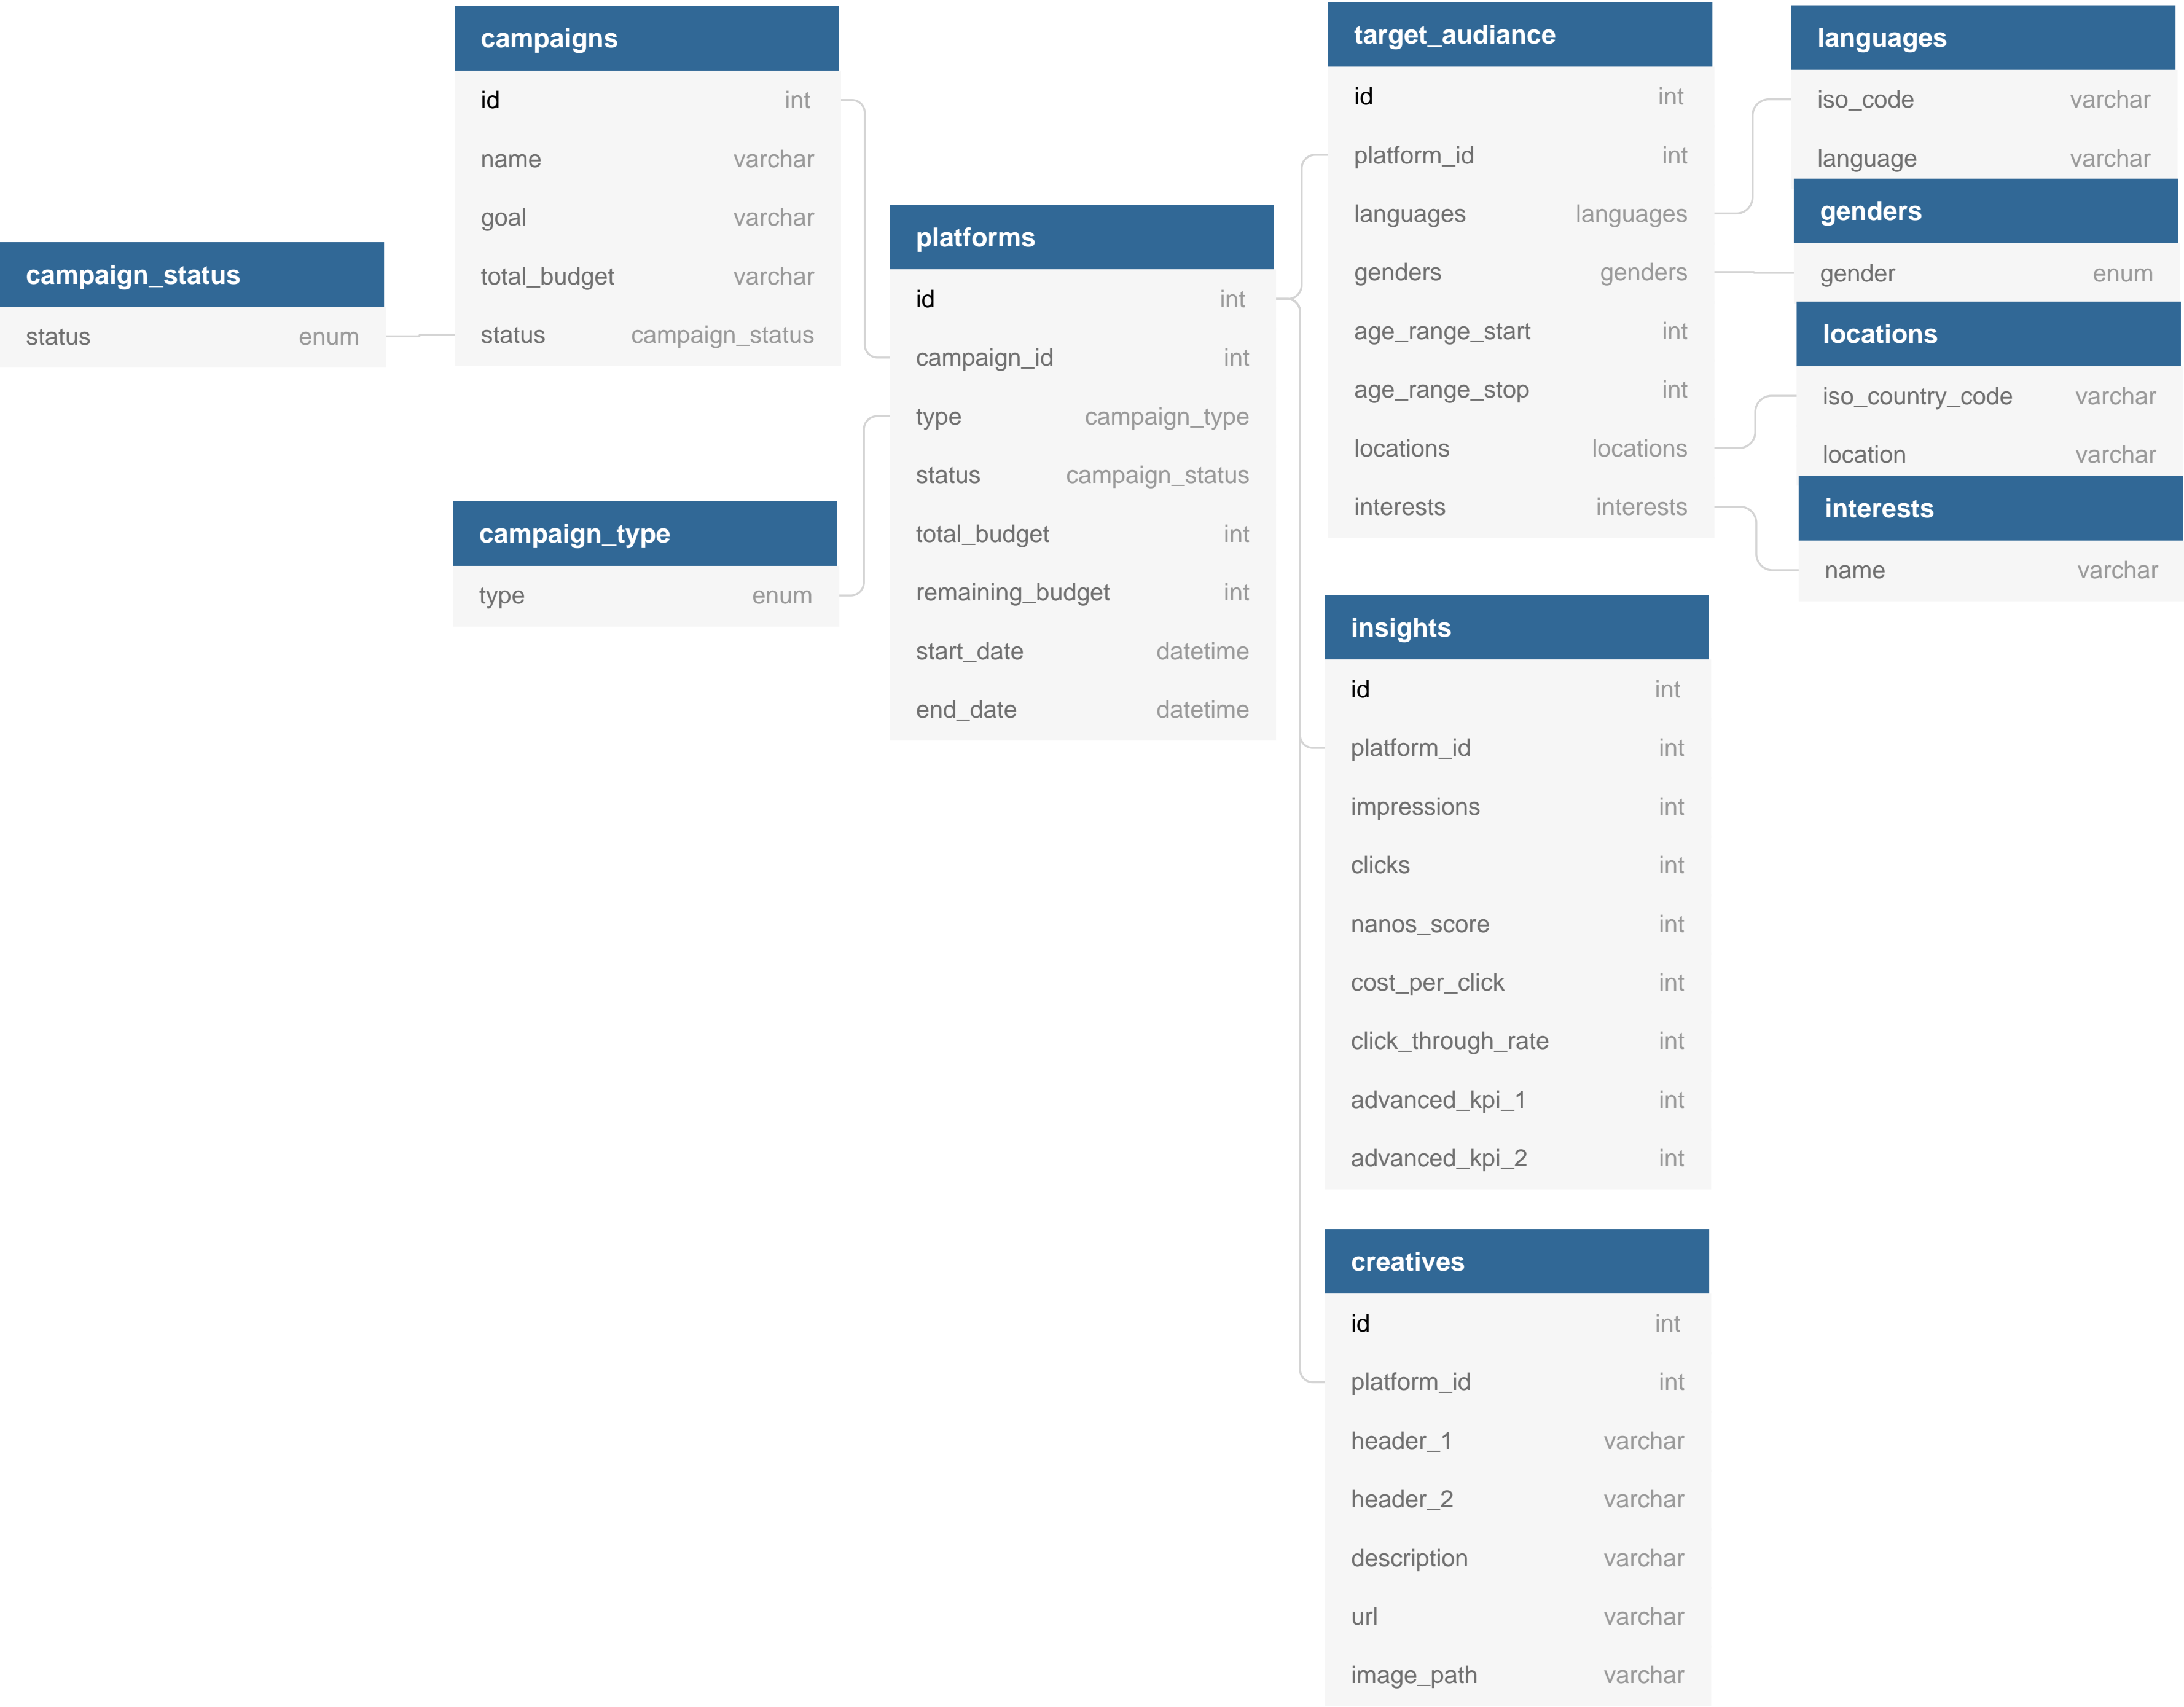 campaigns
id int
name varchar
goal varchar
total_budget varchar
status campaign_status
campaign_status
status enum
campaign_type
type enum
platforms
id int
campaign_id int
type campaign_type
status campaign_status
total_budget int
remaining_budget int
start_date datetime
end_date datetime
target_audiance
id int
platform_id int
languages languages
genders genders
age_range_start int
age_range_stop int
locations locations
interests interests
languages
iso_code varchar
language varchar
genders
gender enum
locations
iso_country_code varchar
location varchar
interests
name varchar
insights
id int
platform_id int
impressions int
clicks int
nanos_score int
cost_per_click int
click_through_rate int
advanced_kpi_1 int
advanced_kpi_2 int
creatives
id int
platform_id int
header_1 varchar
header_2 varchar
description varchar
url varchar
image_path varchar